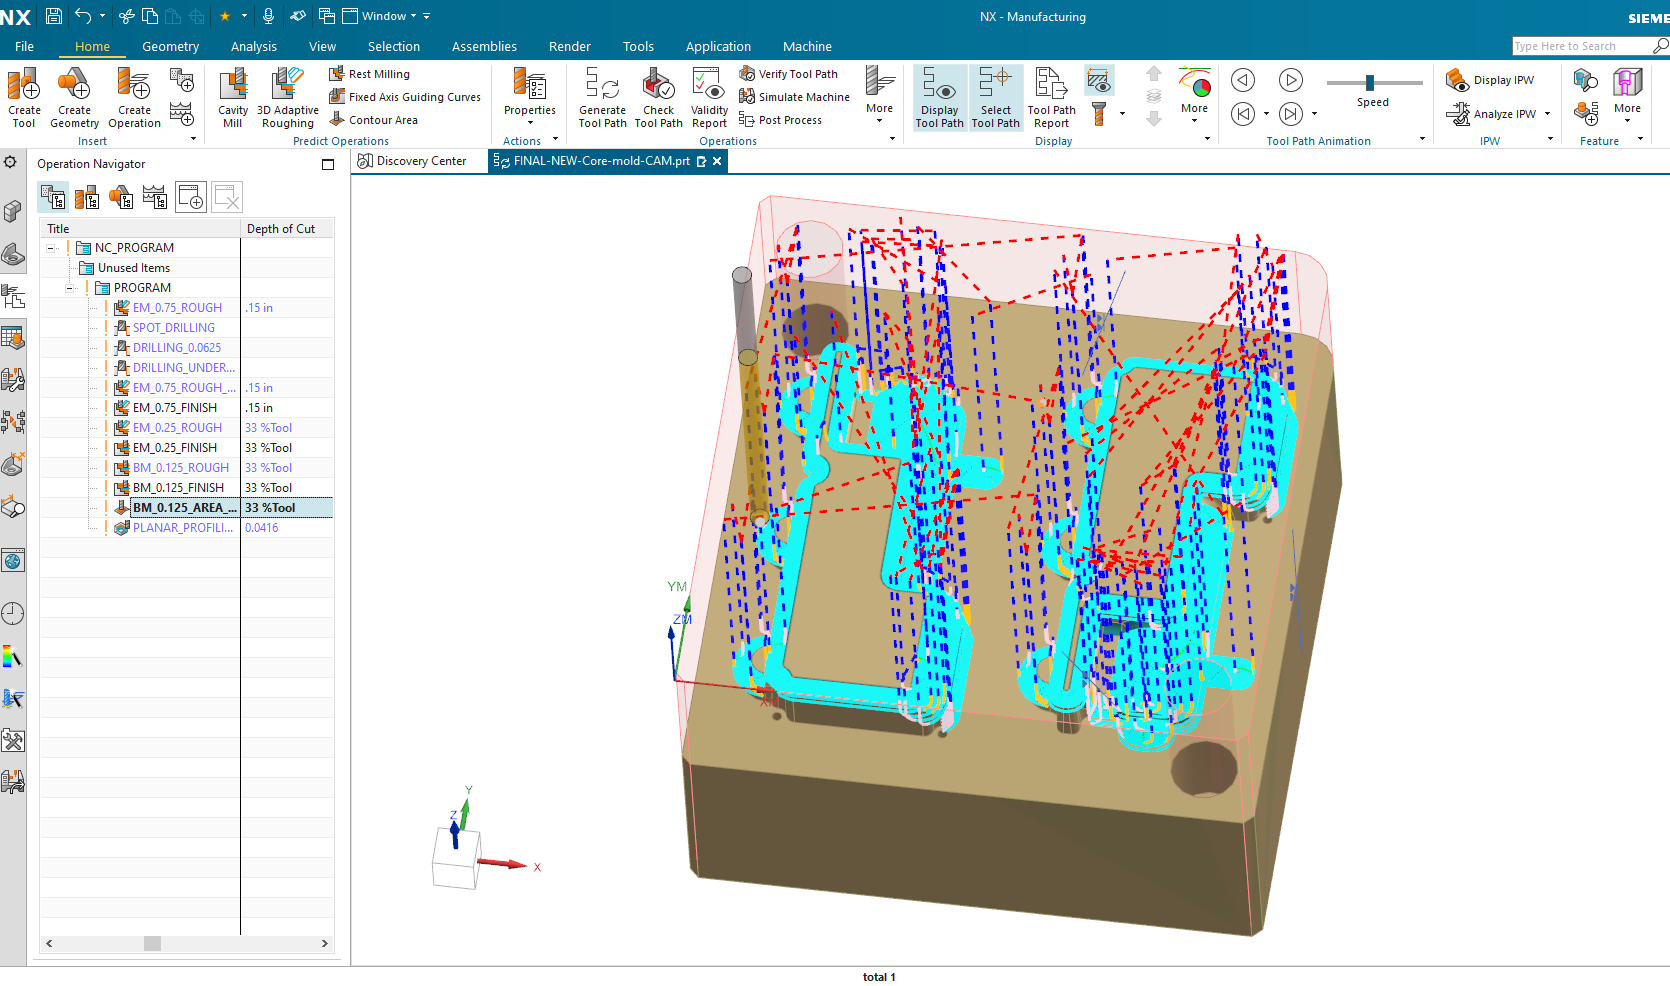 NX
Window
NX - Manufacturing
SIEME
File
Home
Geometry
Analysis
View
Selection
Assemblies
Render
Tools
Application
Machine
Type Here to Search
Create Tool
Create Geometry
Create Operation
Insert
Cavity Mill
3D Adaptive Roughing
Rest Milling
Fixed Axis Guiding Curves
Contour Area
Predict Operations
Properties
Actions
Generate Tool Path
Check Tool Path
Validity Report
Verify Tool Path
Simulate Machine
Post Process
More
Operations
Display Tool Path
Select Tool Path
Tool Path Report
More
Display
Speed
Tool Path Animation
Display IPW
Analyze IPW
IPW
More
Feature
Operation Navigator
Discovery Center
FINAL-NEW-Core-mold-CAM.prt
Title
Depth of Cut
NC_PROGRAM
Unused Items
PROGRAM
EM_0.75_ROUGH .15 in
SPOT_DRILLING
DRILLING_0.0625
DRILLING_UNDER...
EM_0.75_ROUGH_... .15 in
EM_0.75_FINISH .15 in
EM_0.25_ROUGH 33 %Tool
EM_0.25_FINISH 33 %Tool
BM_0.125_ROUGH 33 %Tool
BM_0.125_FINISH 33 %Tool
BM_0.125_AREA_... 33 %Tool
PLANAR_PROFILI... 0.0416
YM
ZM
Y
Z
X
total 1